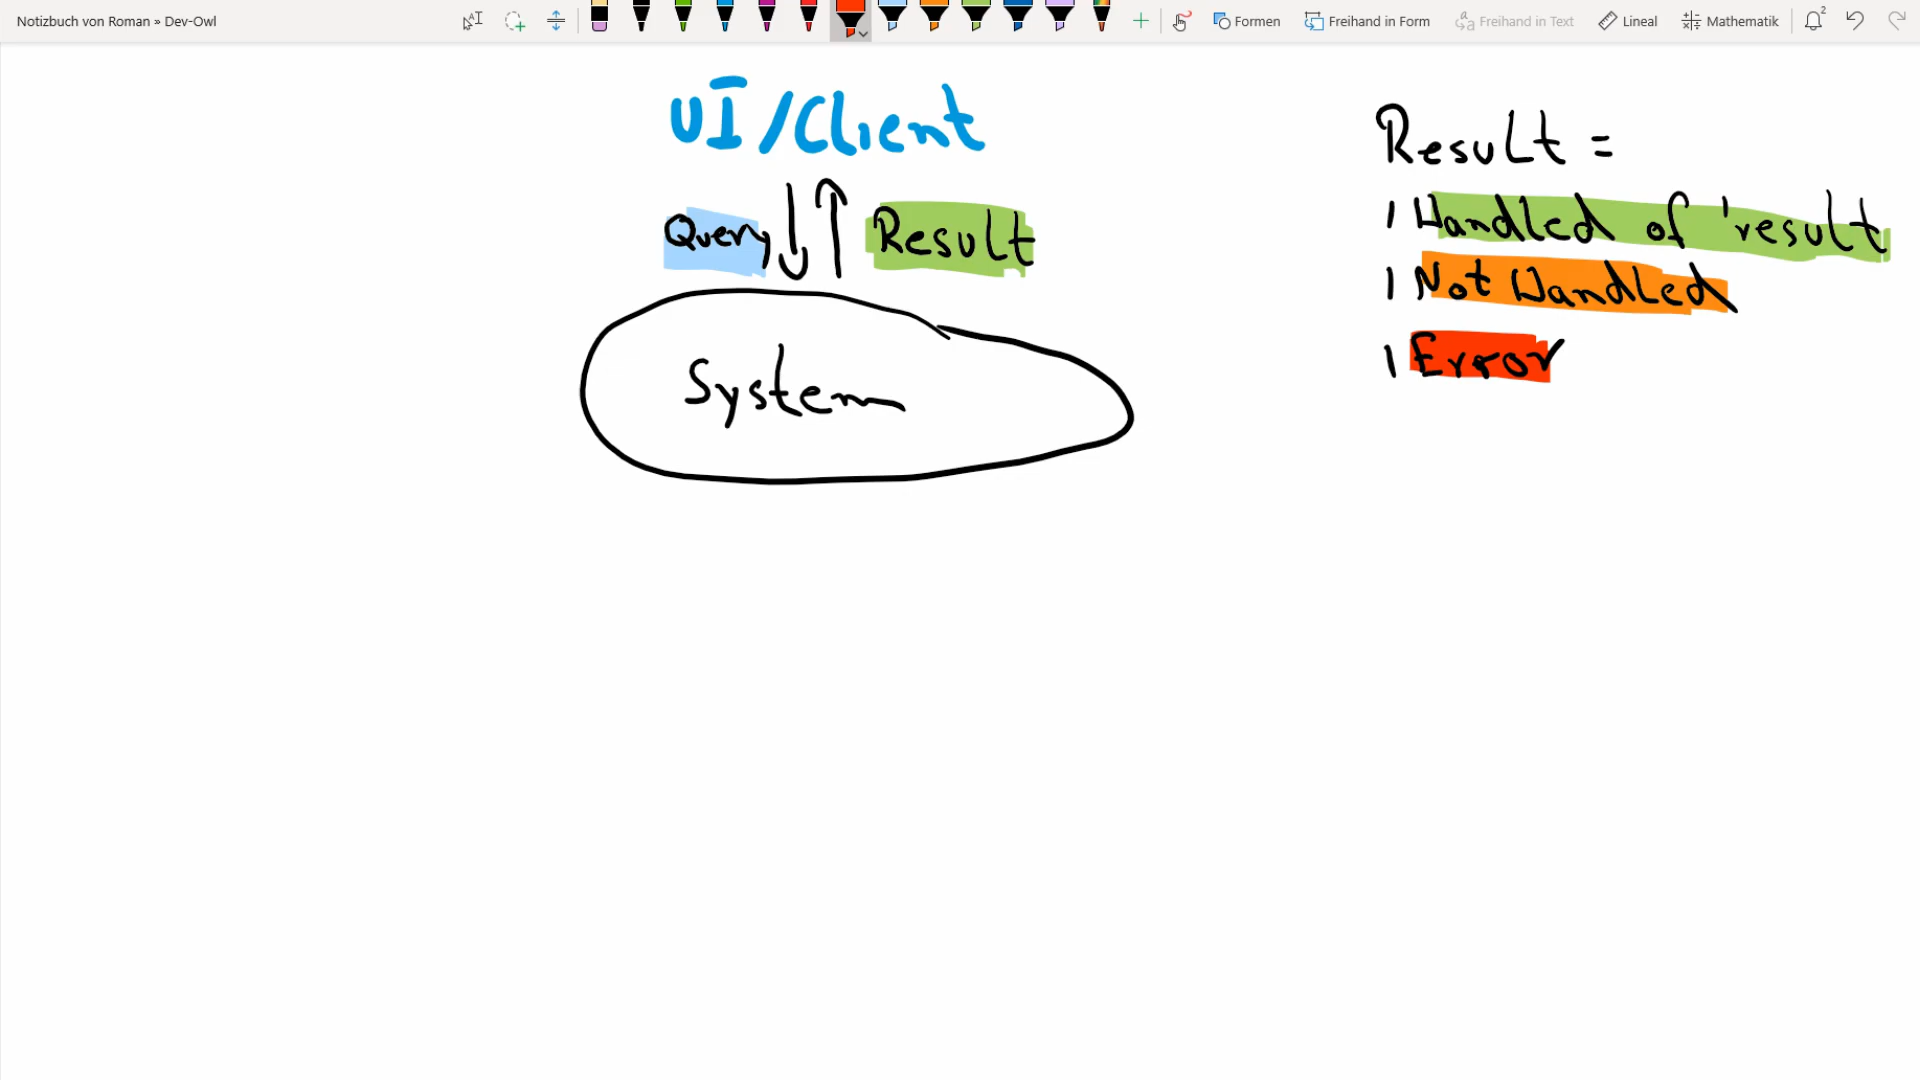 Notizbuch von Roman » Dev-Owl
Formen
Freihand in Form
Freihand in Text
Lineal
Mathematik
2
UI/Client
Query
Result
System
Result =
| Handled of 'result
| Not Handled
| Error